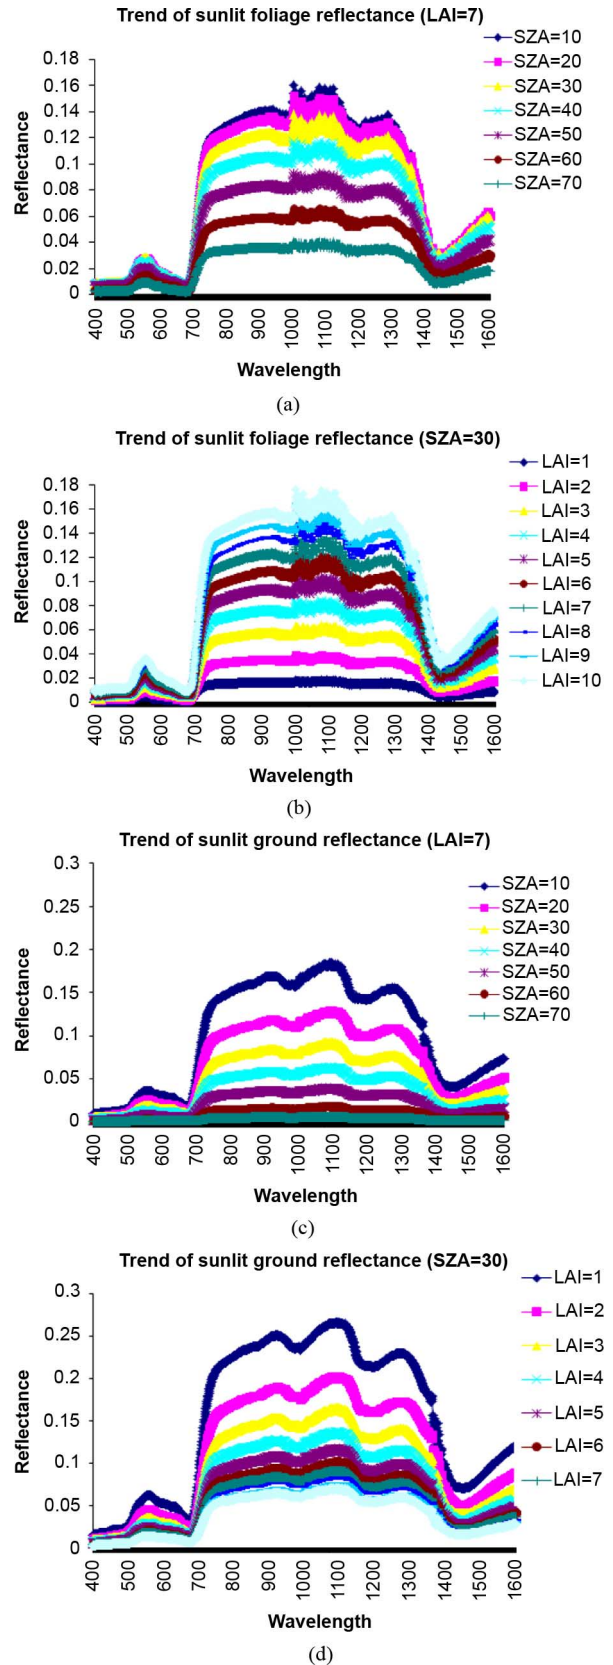 Trend of sunlit foliage reflectance (LAI=7)
Reflectance
0.18
0.16
0.14
0.12
0.1
0.08
0.06
0.04
0.02
0
400
500
600
700
800
900
1000
1100
1200
1300
1400
1500
1600
Wavelength
SZA=10
SZA=20
SZA=30
SZA=40
SZA=50
SZA=60
SZA=70
(a)
Trend of sunlit foliage reflectance (SZA=30)
Reflectance
0.18
0.16
0.14
0.12
0.1
0.08
0.06
0.04
0.02
0
400
500
600
700
800
900
1000
1100
1200
1300
1400
1500
1600
Wavelength
LAI=1
LAI=2
LAI=3
LAI=4
LAI=5
LAI=6
LAI=7
LAI=8
LAI=9
LAI=10
(b)
Trend of sunlit ground reflectance (LAI=7)
Reflectance
0.3
0.25
0.2
0.15
0.1
0.05
0
400
500
600
700
800
900
1000
1100
1200
1300
1400
1500
1600
Wavelength
SZA=10
SZA=20
SZA=30
SZA=40
SZA=50
SZA=60
SZA=70
(c)
Trend of sunlit ground reflectance (SZA=30)
Reflectance
0.3
0.25
0.2
0.15
0.1
0.05
0
400
500
600
700
800
900
1000
1100
1200
1300
1400
1500
1600
Wavelength
LAI=1
LAI=2
LAI=3
LAI=4
LAI=5
LAI=6
LAI=7
(d)